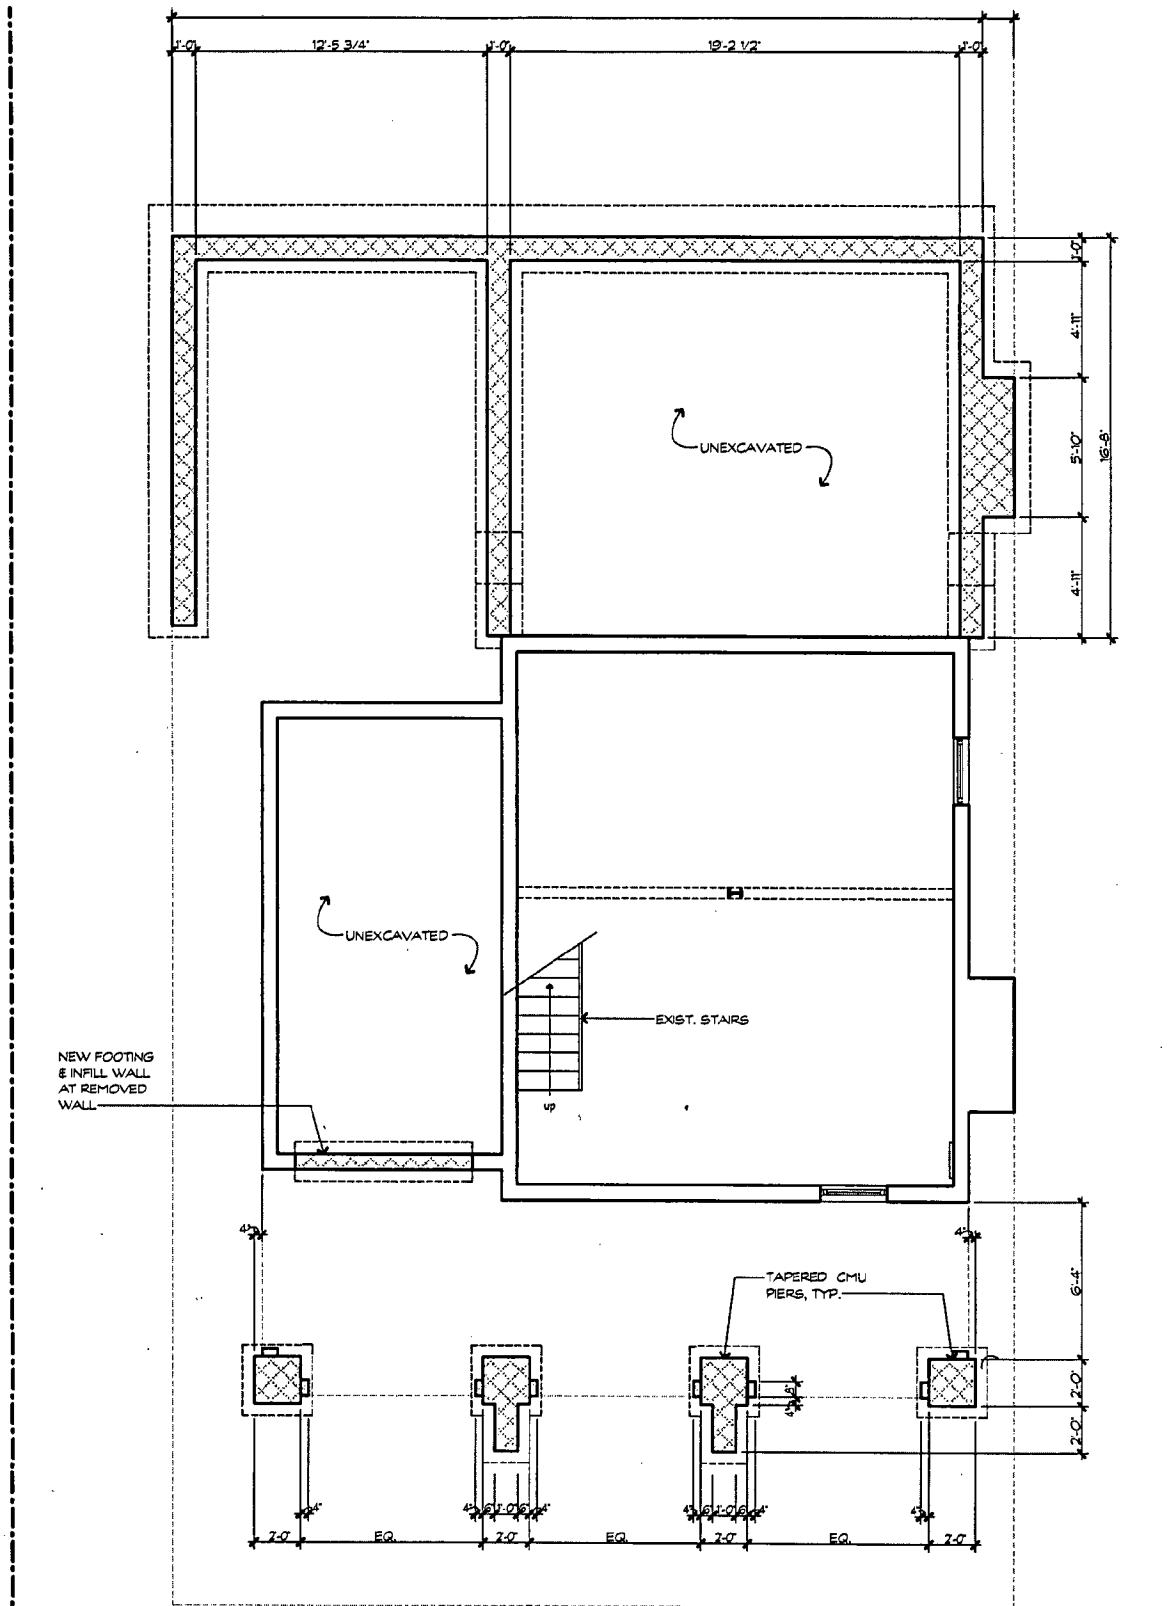 1'-0" 12'-5 3/4" 1'-0" 19'-2 1/2" 1'-0"
1'-0"
4'-11"
5'-10"
16'-8"
4'-11"
UNEXCAVATED
UNEXCAVATED
EXIST. STAIRS
up
NEW FOOTING
& INFILL WALL
AT REMOVED
WALL
4" 4"
6'-4"
TAPERED CMU
PIERS, TYP.
8"
4"
2'-0"
2'-0"
4" 4" 6" 1'-0" 6" 4" 4" 6" 1'-0" 6" 4" 4"
2'-0" EQ. 2'-0" EQ. 2'-0" EQ. 2'-0"